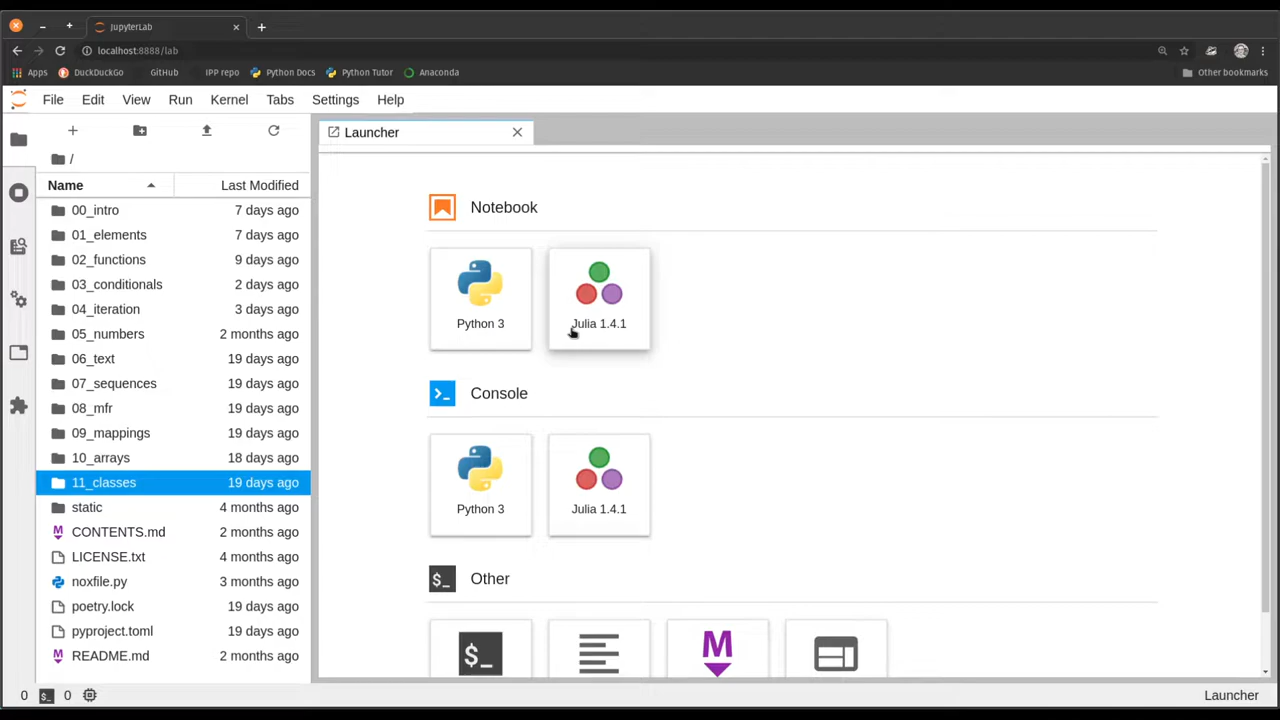 JupyterLab
localhost:8888/lab
Apps DuckDuckGo GitHub IPP repo Python Docs Python Tutor Anaconda Other bookmarks
File Edit View Run Kernel Tabs Settings Help
Launcher
/
Name Last Modified
00_intro 7 days ago
01_elements 7 days ago
02_functions 9 days ago
03_conditionals 2 days ago
04_iteration 3 days ago
05_numbers 2 months ago
06_text 19 days ago
07_sequences 19 days ago
08_mfr 19 days ago
09_mappings 19 days ago
10_arrays 18 days ago
11_classes 19 days ago
static 4 months ago
CONTENTS.md 2 months ago
LICENSE.txt 4 months ago
noxfile.py 3 months ago
poetry.lock 19 days ago
pyproject.toml 19 days ago
README.md 2 months ago
Notebook
Python 3 Julia 1.4.1
Console
Python 3 Julia 1.4.1
Other
$_ M
0 $_ 0 Launcher